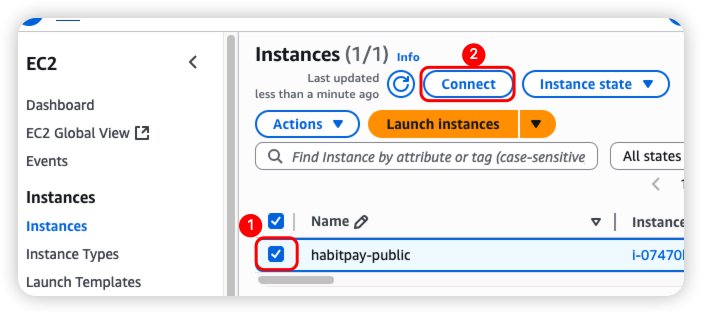 EC2
Dashboard
EC2 Global View
Events
Instances
Instances
Instance Types
Launch Templates
Instances (1/1) Info
2
Last updated
less than a minute ago
Connect
Instance state
Actions
Launch instances
Find Instance by attribute or tag (case-sensitive
All states
1
Name
Instance
habitpay-public
i-07470